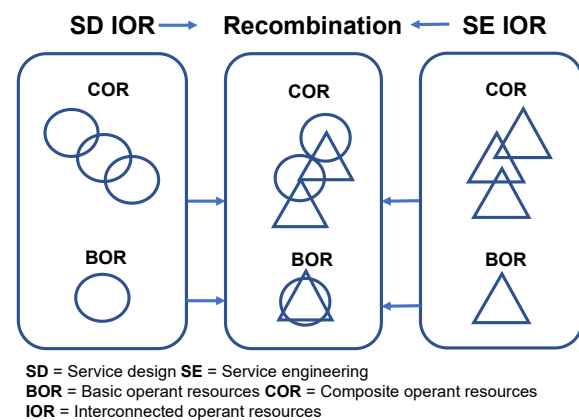 SD IOR Recombination SE IOR
COR COR COR
BOR BOR BOR
SD = Service design SE = Service engineering
BOR = Basic operant resources COR = Composite operant resources
IOR = Interconnected operant resources